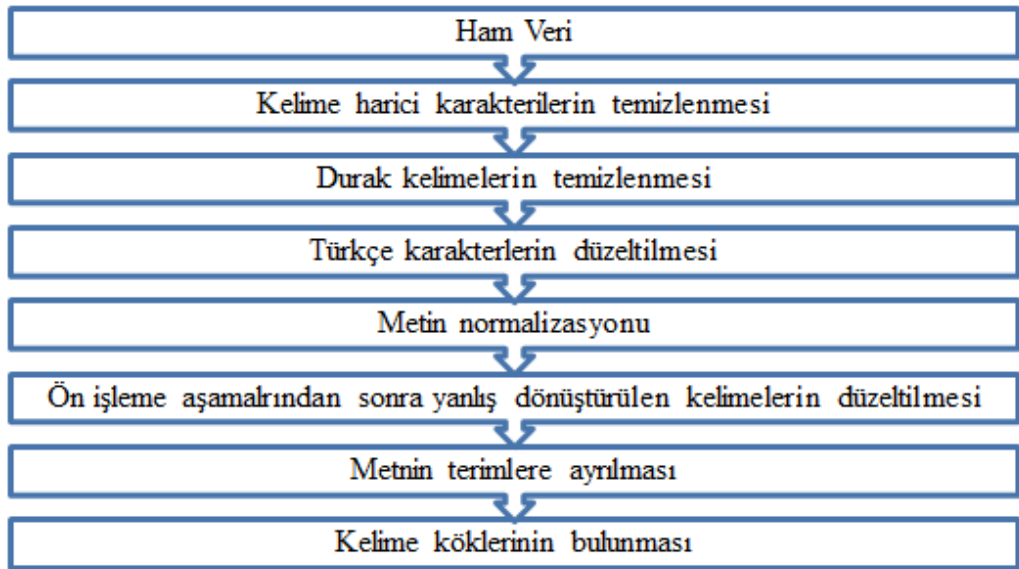 Ham Veri
Kelime harici karakterilerin temizlenmesi
Durak kelimelerin temizlenmesi
Türkçe karakterlerin düzeltilmesi
Metin normalizasyonu
Ön işleme aşamalrından sonra yanlış dönüştürülen kelimelerin düzeltilmesi
Metnin terimlere ayrılması
Kelime köklerinin bulunması